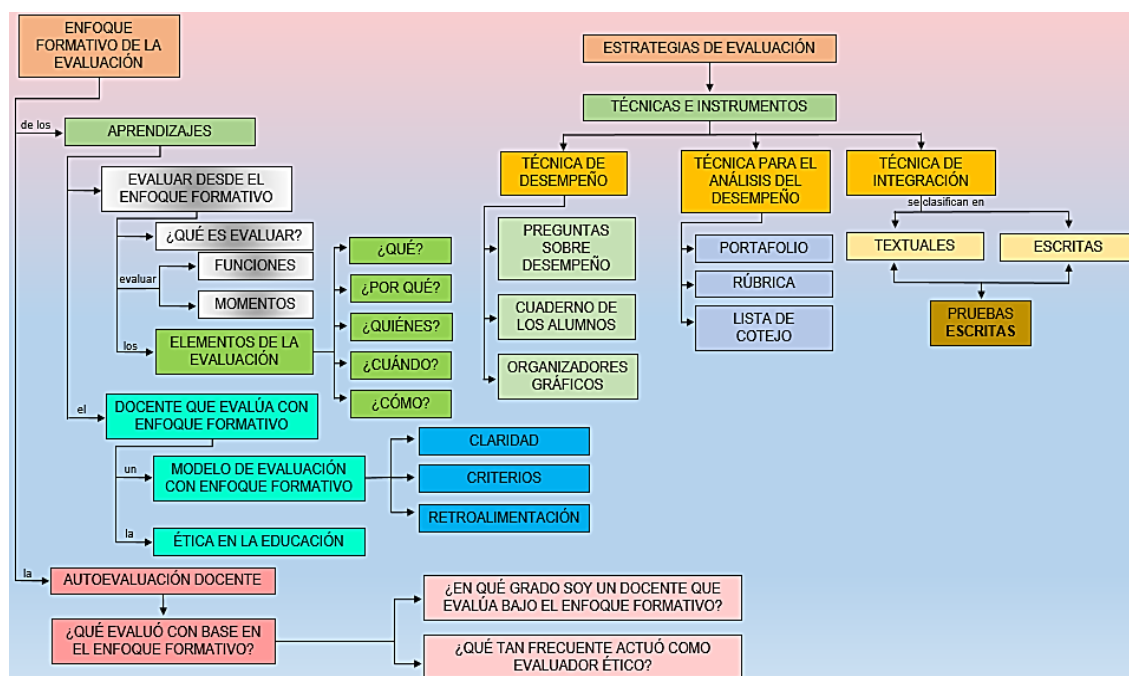 ENFOQUE
FORMATIVO DE LA
EVALUACIÓN
de los
APRENDIZAJES
EVALUAR DESDE EL
ENFOQUE FORMATIVO
¿QUÉ ES EVALUAR?
evaluar
FUNCIONES
MOMENTOS
los
ELEMENTOS DE LA
EVALUACIÓN
¿QUÉ?
¿POR QUÉ?
¿QUIÉNES?
¿CUÁNDO?
¿CÓMO?
el
DOCENTE QUE EVALÚA CON
ENFOQUE FORMATIVO
un
MODELO DE EVALUACIÓN
CON ENFOQUE FORMATIVO
CLARIDAD
CRITERIOS
RETROALIMENTACIÓN
la
ÉTICA EN LA EDUCACIÓN
la
AUTOEVALUACIÓN DOCENTE
¿QUÉ EVALUÓ CON BASE EN
EL ENFOQUE FORMATIVO?
¿EN QUÉ GRADO SOY UN DOCENTE QUE
EVALÚA BAJO EL ENFOQUE FORMATIVO?
¿QUÉ TAN FRECUENTE ACTUÓ COMO
EVALUADOR ÉTICO?
ESTRATEGIAS DE EVALUACIÓN
TÉCNICAS E INSTRUMENTOS
TÉCNICA DE
DESEMPEÑO
PREGUNTAS
SOBRE
DESEMPEÑO
CUADERNO DE
LOS ALUMNOS
ORGANIZADORES
GRÁFICOS
TÉCNICA PARA EL
ANÁLISIS DEL
DESEMPEÑO
PORTAFOLIO
RÚBRICA
LISTA DE
COTEJO
TÉCNICA DE
INTEGRACIÓN
se clasifican en
TEXTUALES
ESCRITAS
PRUEBAS
ESCRITAS